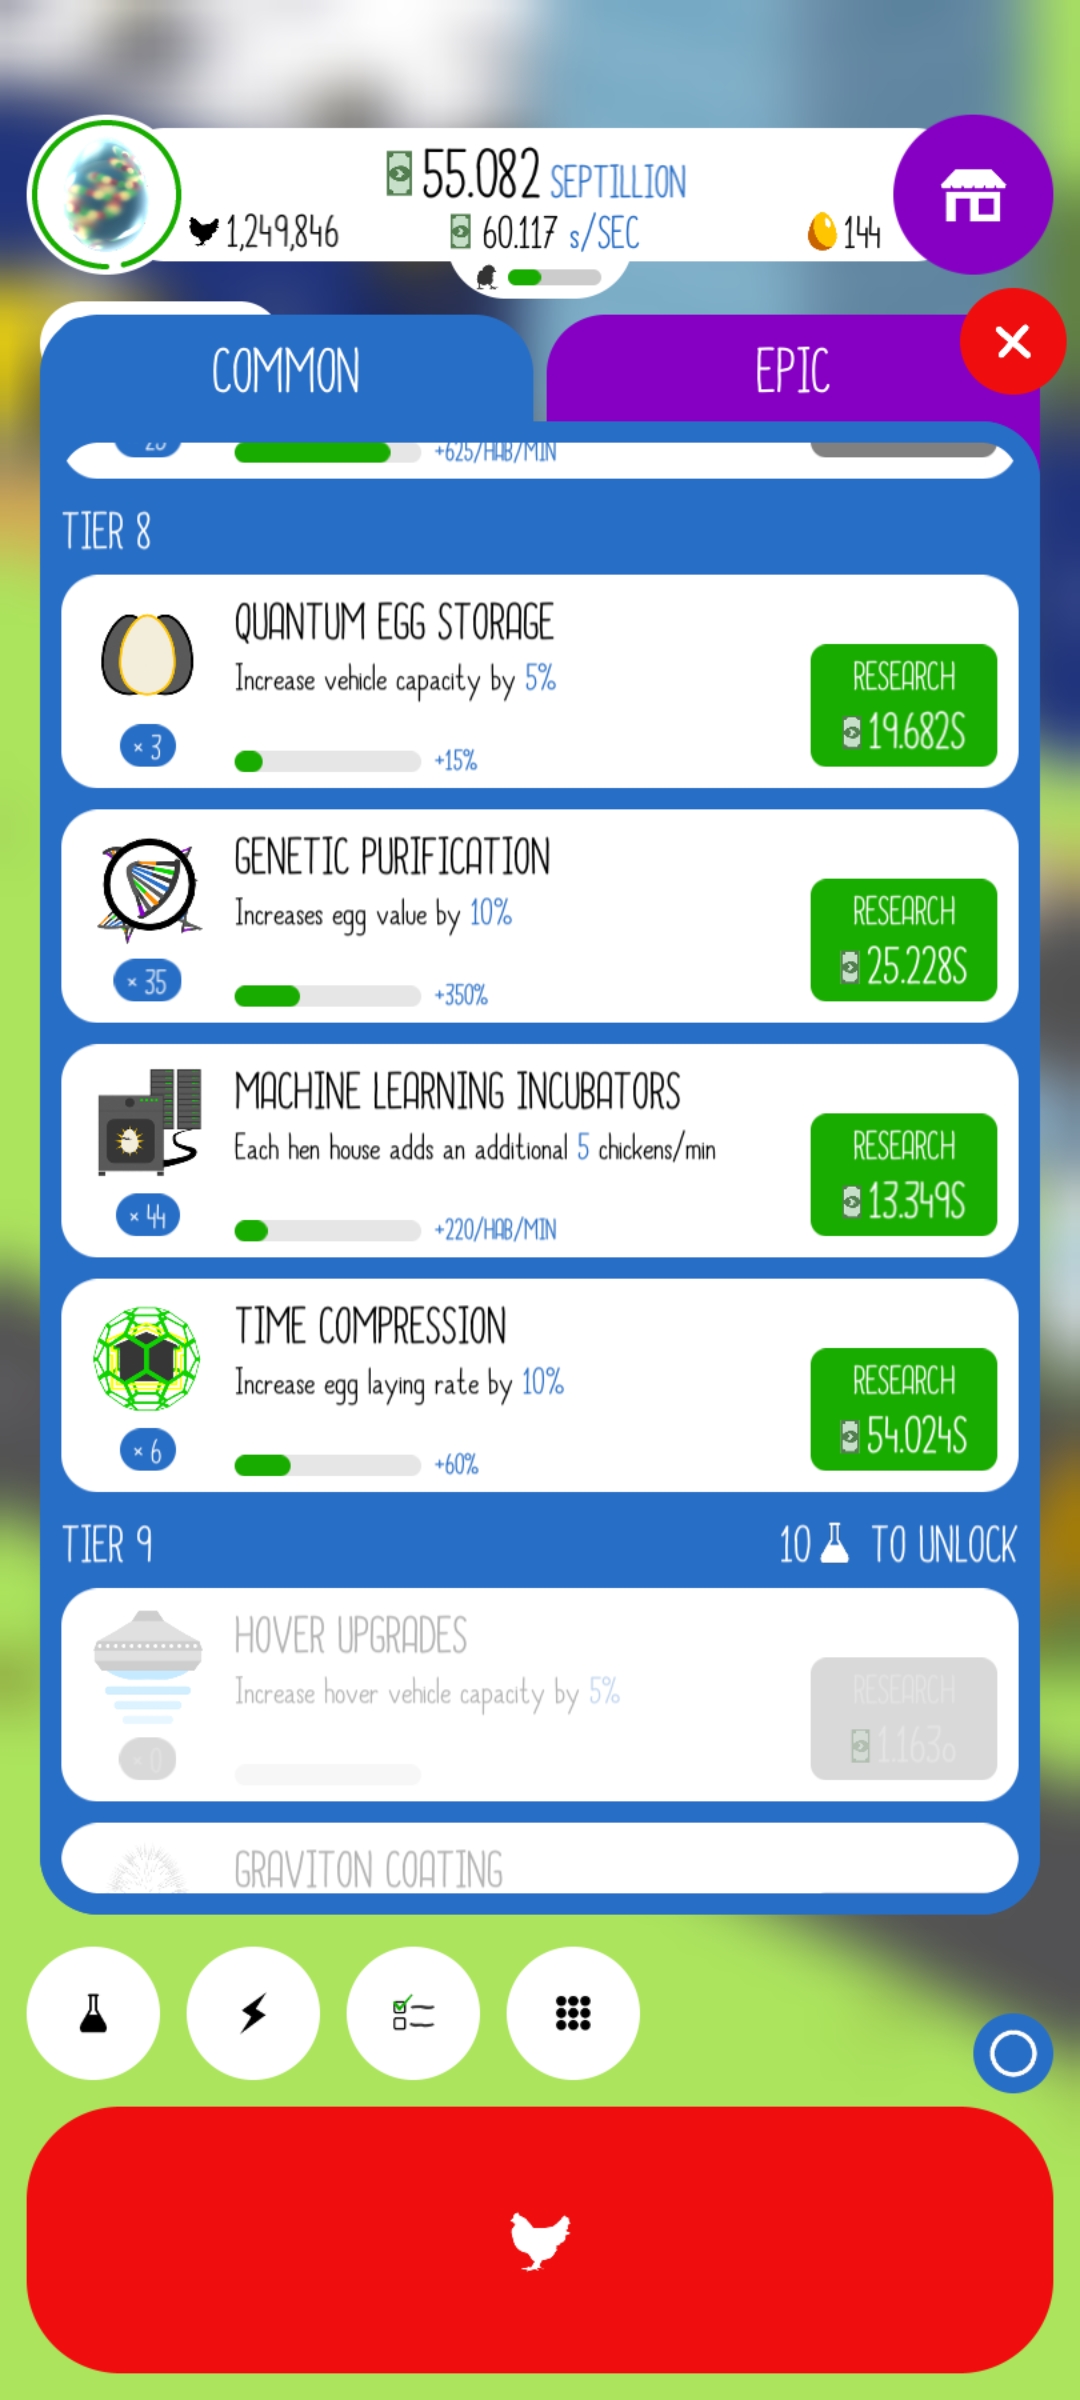 55.082 SEPTILLION
1,249,846 60.117 s/SEC 144
COMMON EPIC
+625/HAB/MIN
TIER 8
QUANTUM EGG STORAGE
Increase vehicle capacity by 5%
RESEARCH
19.682S
× 3 +15%
GENETIC PURIFICATION
Increases egg value by 10%
RESEARCH
25.228S
× 35 +350%
MACHINE LEARNING INCUBATORS
Each hen house adds an additional 5 chickens/min
RESEARCH
13.349S
× 44 +220/HAB/MIN
TIME COMPRESSION
Increase egg laying rate by 10%
RESEARCH
54.024S
× 6 +60%
TIER 9 10 TO UNLOCK
HOVER UPGRADES
Increase hover vehicle capacity by 5%
RESEARCH
1.163o
× 0
GRAVITON COATING